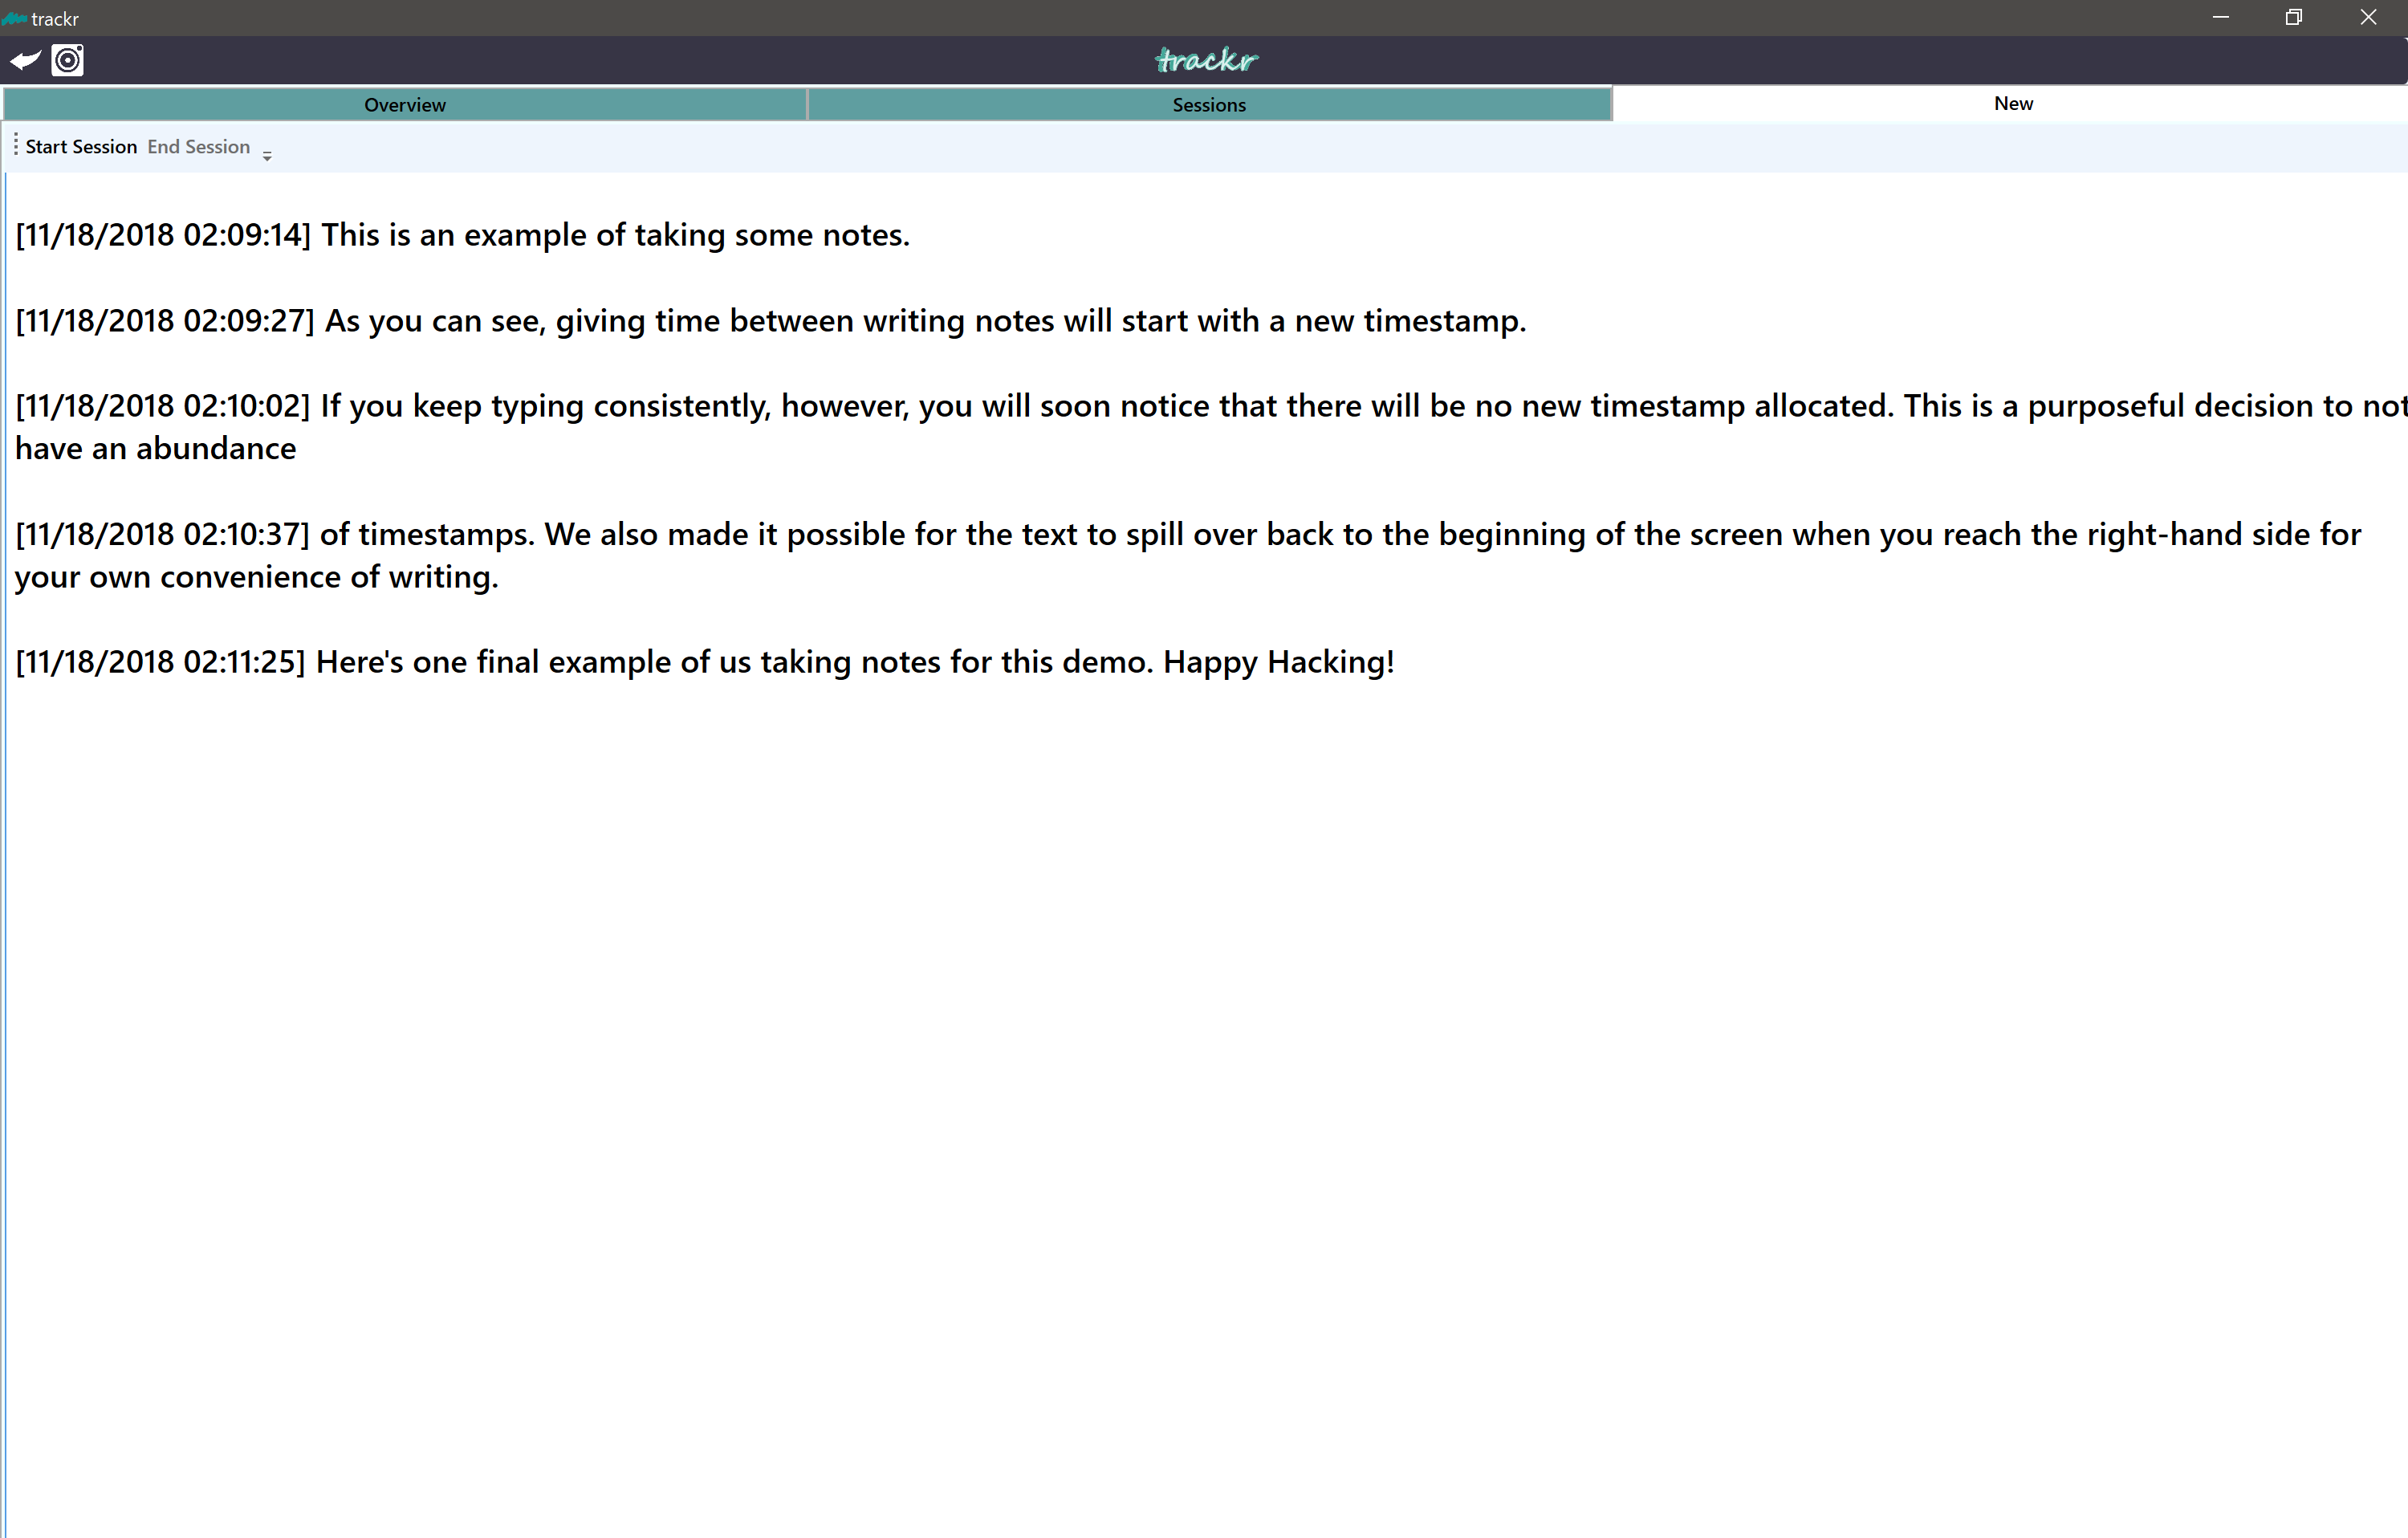 trackr
trackr
Overview Sessions New
Start Session End Session
[11/18/2018 02:09:14] This is an example of taking some notes.
[11/18/2018 02:09:27] As you can see, giving time between writing notes will start with a new timestamp.
[11/18/2018 02:10:02] If you keep typing consistently, however, you will soon notice that there will be no new timestamp allocated. This is a purposeful decision to not
have an abundance
[11/18/2018 02:10:37] of timestamps. We also made it possible for the text to spill over back to the beginning of the screen when you reach the right-hand side for
your own convenience of writing.
[11/18/2018 02:11:25] Here's one final example of us taking notes for this demo. Happy Hacking!